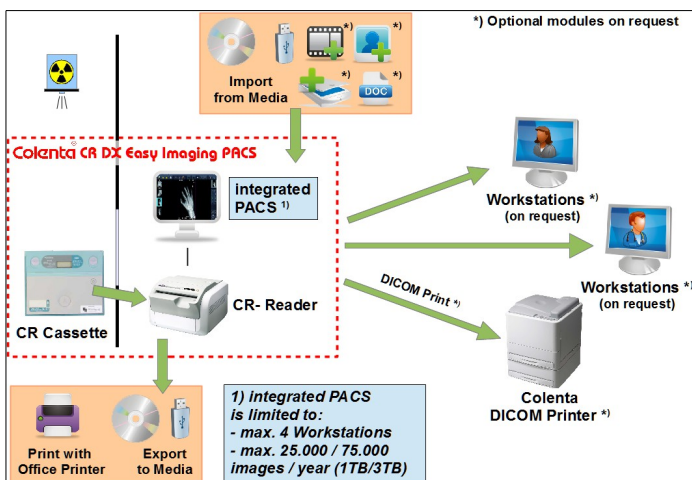 *) Optional modules on request
*)
*)
Import
from Media
*)
DOC
*)
Colenta® CR DX Easy Imaging PACS
integrated
PACS 1)
Workstations *)
(on request)
Workstations *)
(on request)
CR Cassette
CR- Reader
DICOM Print *)
Colenta
DICOM Printer *)
Print with
Office Printer
Export
to Media
1) integrated PACS
is limited to:
- max. 4 Workstations
- max. 25.000 / 75.000
images / year (1TB/3TB)